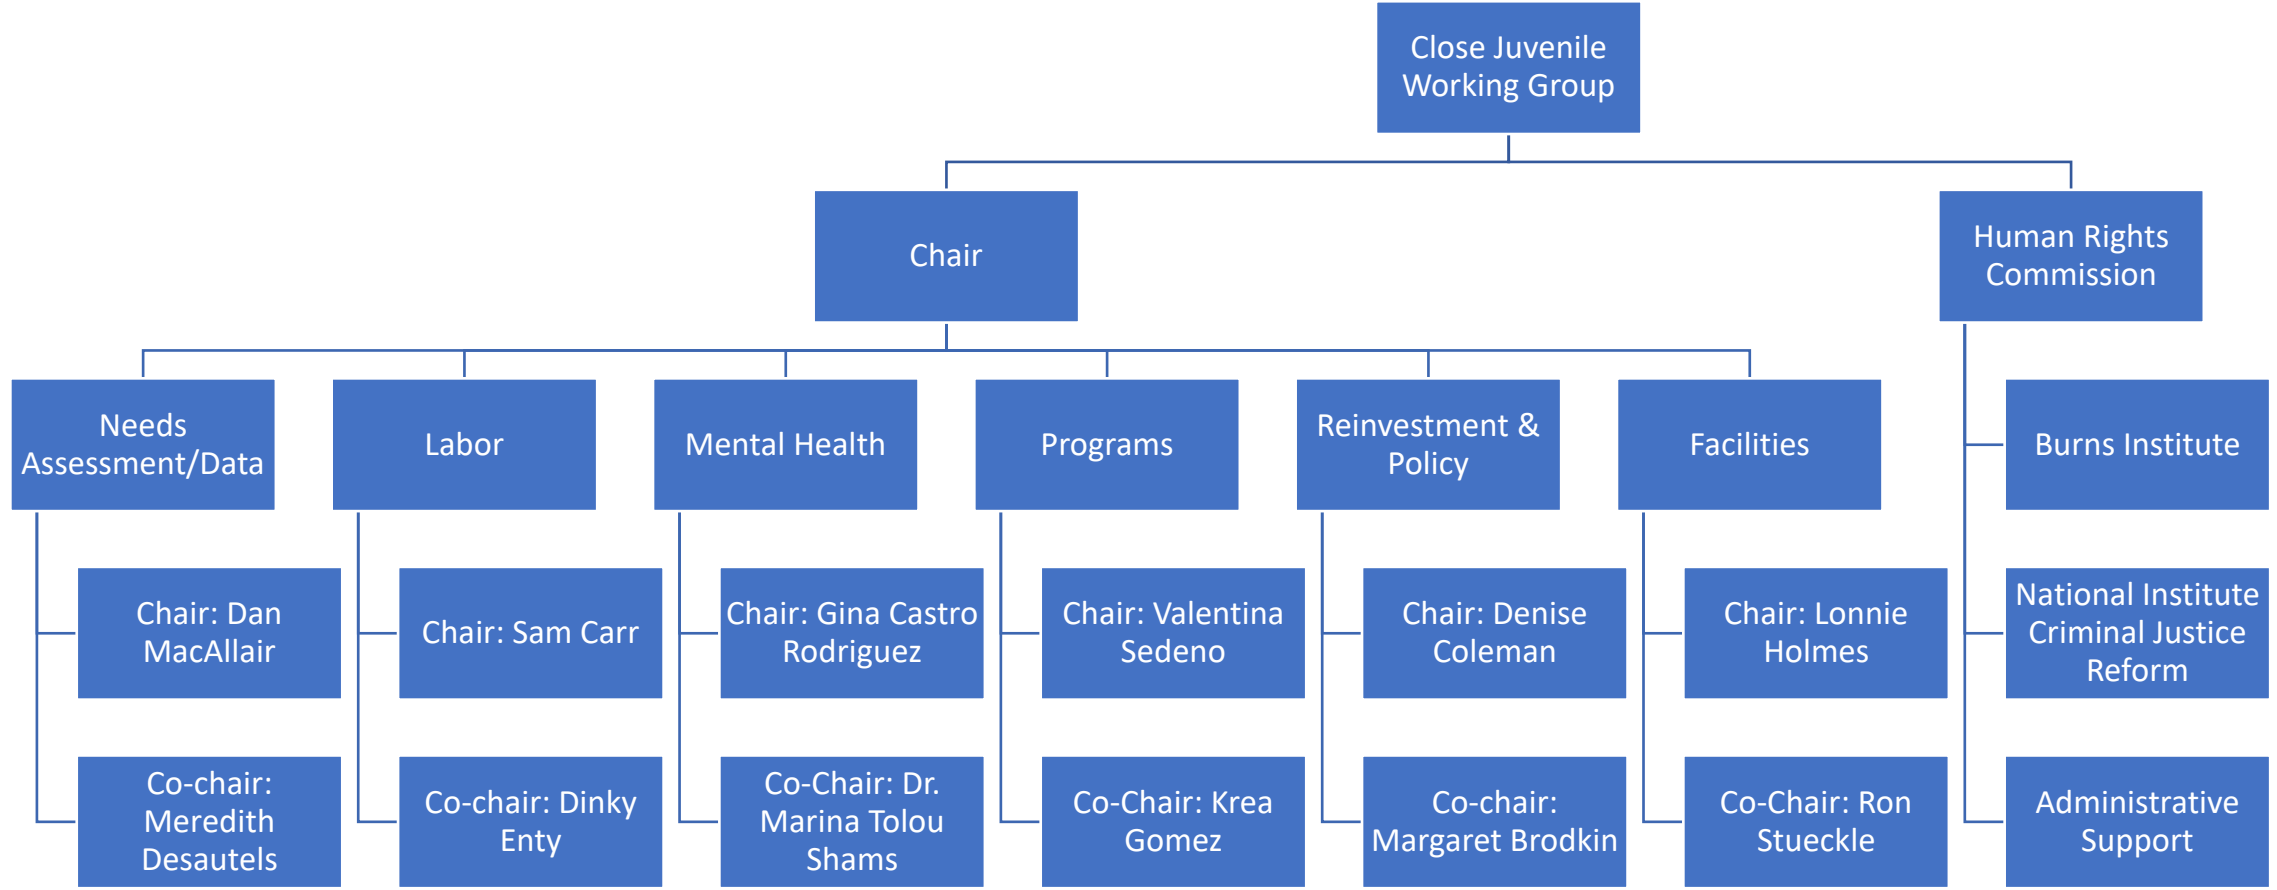 Close Juvenile
Working Group
Chair
Human Rights
Commission
Needs
Assessment/Data
Labor
Mental Health
Programs
Reinvestment &
Policy
Facilities
Burns Institute
Chair: Dan
MacAllair
Chair: Sam Carr
Chair: Gina Castro
Rodriguez
Chair: Valentina
Sedeno
Chair: Denise
Coleman
Chair: Lonnie
Holmes
National Institute
Criminal Justice
Reform
Co-chair:
Meredith
Desautels
Co-chair: Dinky
Enty
Co-Chair: Dr.
Marina Tolou
Shams
Co-Chair: Krea
Gomez
Co-chair:
Margaret Brodkin
Co-Chair: Ron
Stueckle
Administrative
Support